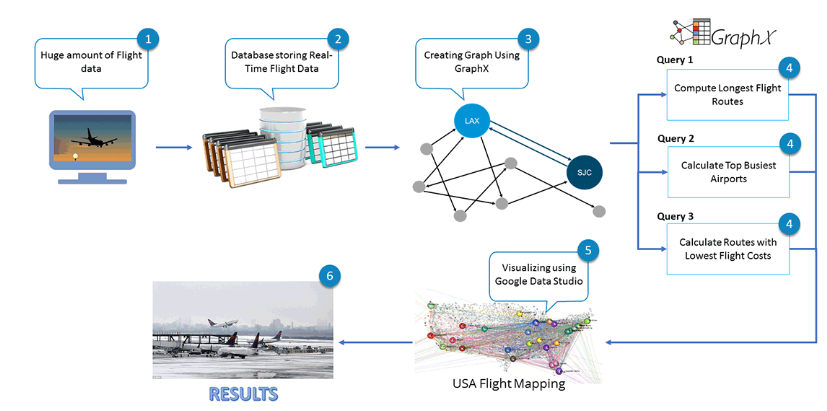 1
Huge amount of Flight
data
2
Database storing Real-
Time Flight Data
3
Creating Graph Using
GraphX
LAX
SJC
GraphX
Query 1
4
Compute Longest Flight
Routes
Query 2
4
Calculate Top Busiest
Airports
Query 3
4
Calculate Routes with
Lowest Flight Costs
5
Visualizing using
Google Data Studio
USA Flight Mapping
6
RESULTS